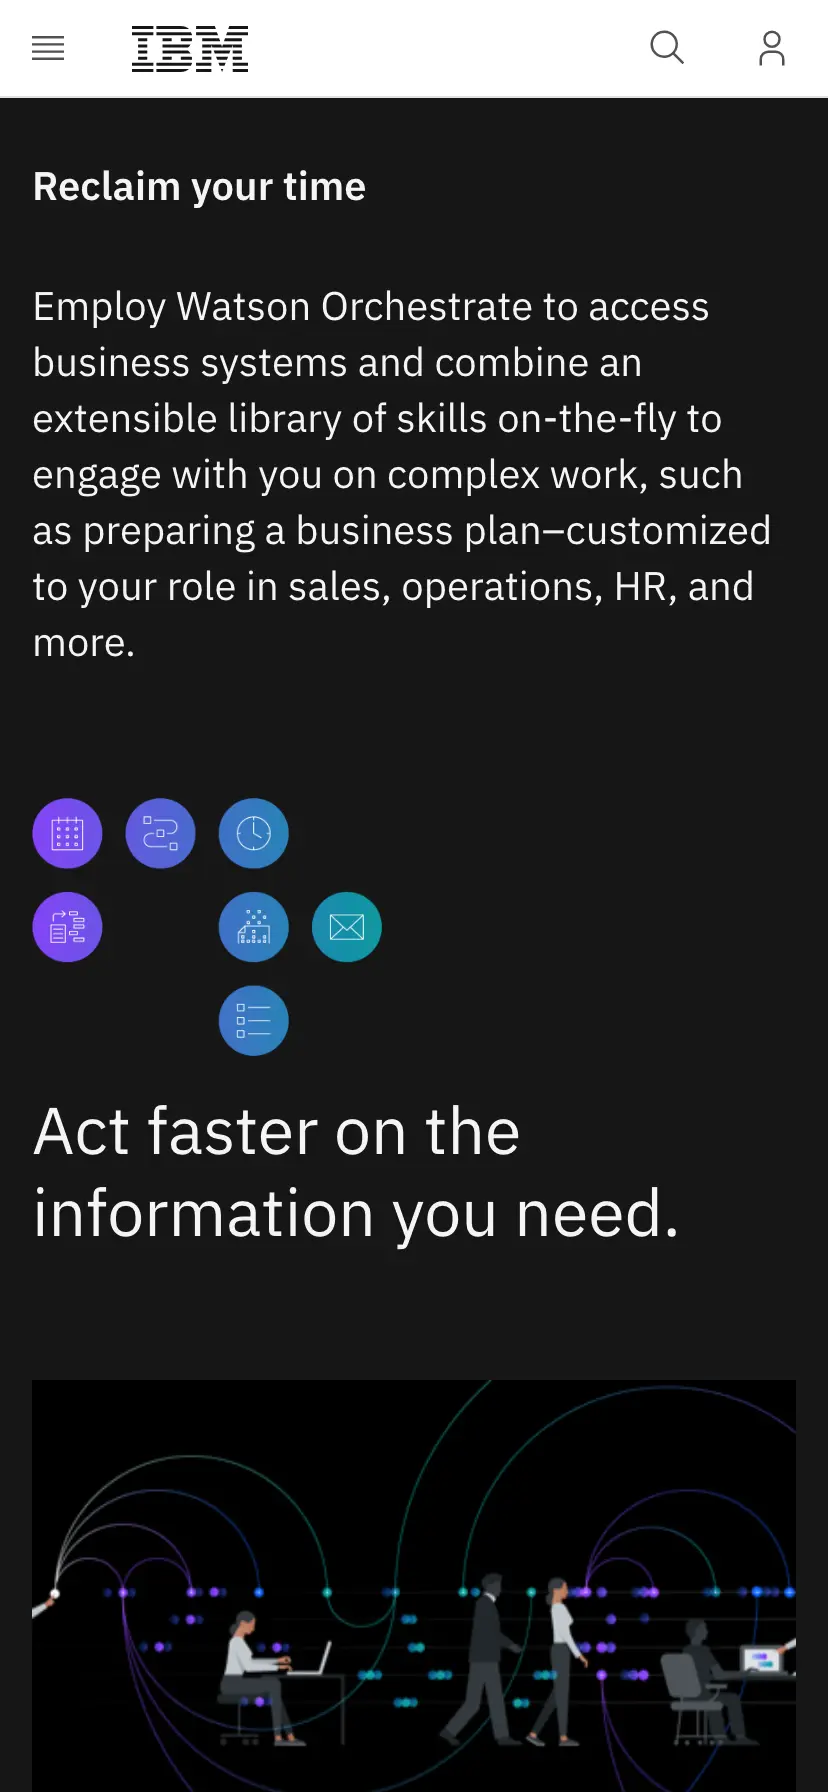 IBM
Reclaim your time
Employ Watson Orchestrate to access
business systems and combine an
extensible library of skills on-the-fly to
engage with you on complex work, such
as preparing a business plan–customized
to your role in sales, operations, HR, and
more.
Act faster on the
information you need.